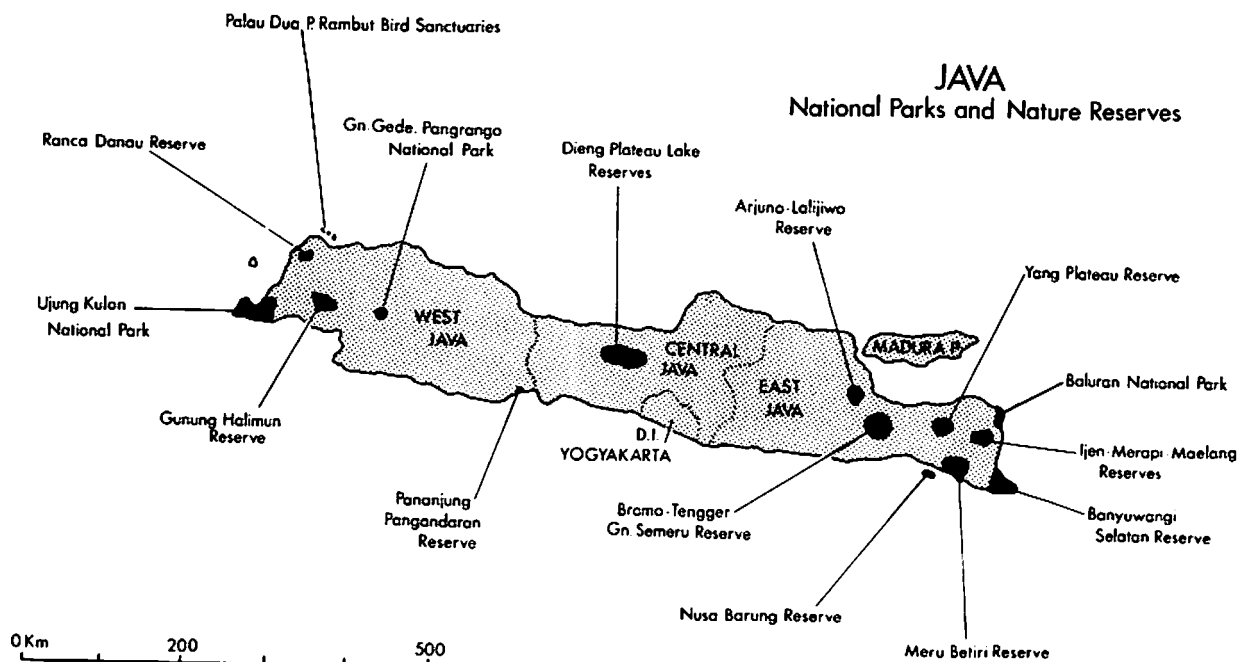 Palau Dua P. Rambut Bird Sanctuaries
JAVA
National Parks and Nature Reserves
Ranca Danau Reserve
Gn. Gede. Pangrango
National Park
Dieng Plateau Lake
Reserves
Arjuno-Lalijiwo
Reserve
Yang Plateau Reserve
Ujung Kulon
National Park
WEST
JAVA
CENTRAL
JAVA
MADURA P.
EAST
JAVA
Baluran National Park
Gunung Halimun
Reserve
D.I.
YOGYAKARTA
Ijen-Merapi-Maelang
Reserves
Pananjung
Pangandaran
Reserve
Bromo-Tengger
Gn. Semeru Reserve
Banyuwangi
Selatan Reserve
Nusa Barung Reserve
Meru Betiri Reserve
0 Km 200 500